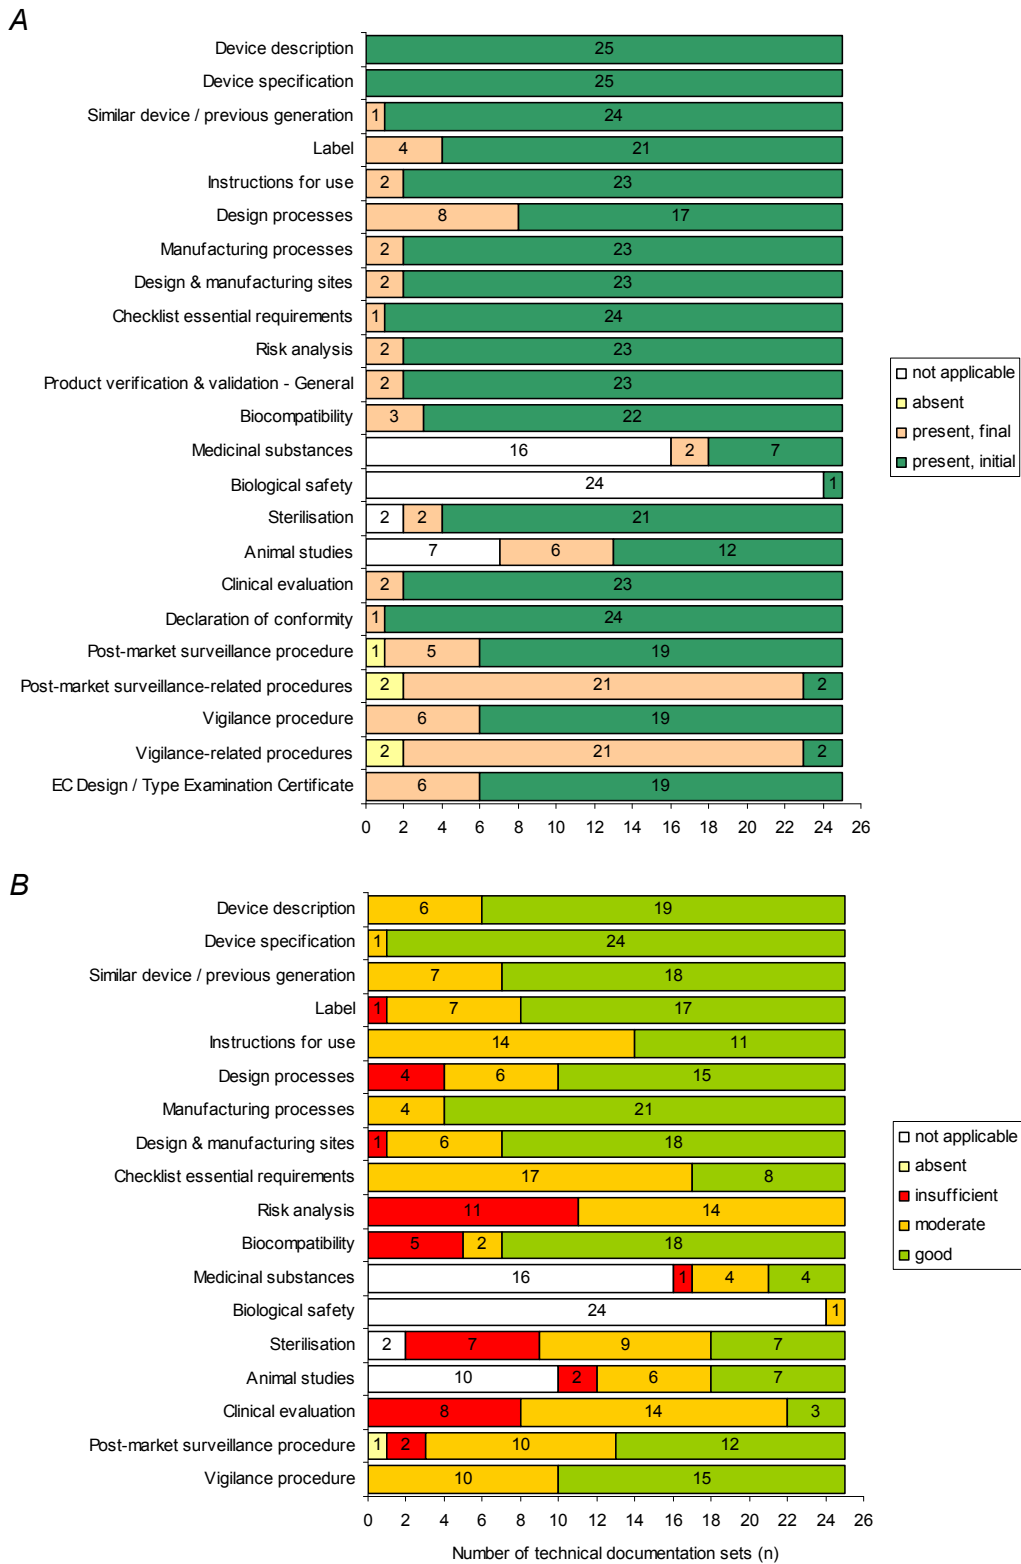 A
Device description 25
Device specification 25
Similar device / previous generation 1 24
Label 4 21
Instructions for use 2 23
Design processes 8 17
Manufacturing processes 2 23
Design & manufacturing sites 2 23
Checklist essential requirements 1 24
Risk analysis 2 23
Product verification & validation - General 2 23
Biocompatibility 3 22
Medicinal substances 16 2 7
Biological safety 24 1
Sterilisation 2 2 21
Animal studies 7 6 12
Clinical evaluation 2 23
Declaration of conformity 1 24
Post-market surveillance procedure 1 5 19
Post-market surveillance-related procedures 2 21 2
Vigilance procedure 6 19
Vigilance-related procedures 2 21 2
EC Design / Type Examination Certificate 6 19
0 2 4 6 8 10 12 14 16 18 20 22 24 26
not applicable
absent
present, final
present, initial
B
Device description 6 19
Device specification 1 24
Similar device / previous generation 7 18
Label 1 7 17
Instructions for use 14 11
Design processes 4 6 15
Manufacturing processes 4 21
Design & manufacturing sites 1 6 18
Checklist essential requirements 17 8
Risk analysis 11 14
Biocompatibility 5 2 18
Medicinal substances 16 1 4 4
Biological safety 24 1
Sterilisation 2 7 9 7
Animal studies 10 2 6 7
Clinical evaluation 8 14 3
Post-market surveillance procedure 1 2 10 12
Vigilance procedure 10 15
0 2 4 6 8 10 12 14 16 18 20 22 24 26
Number of technical documentation sets (n)
not applicable
absent
insufficient
moderate
good